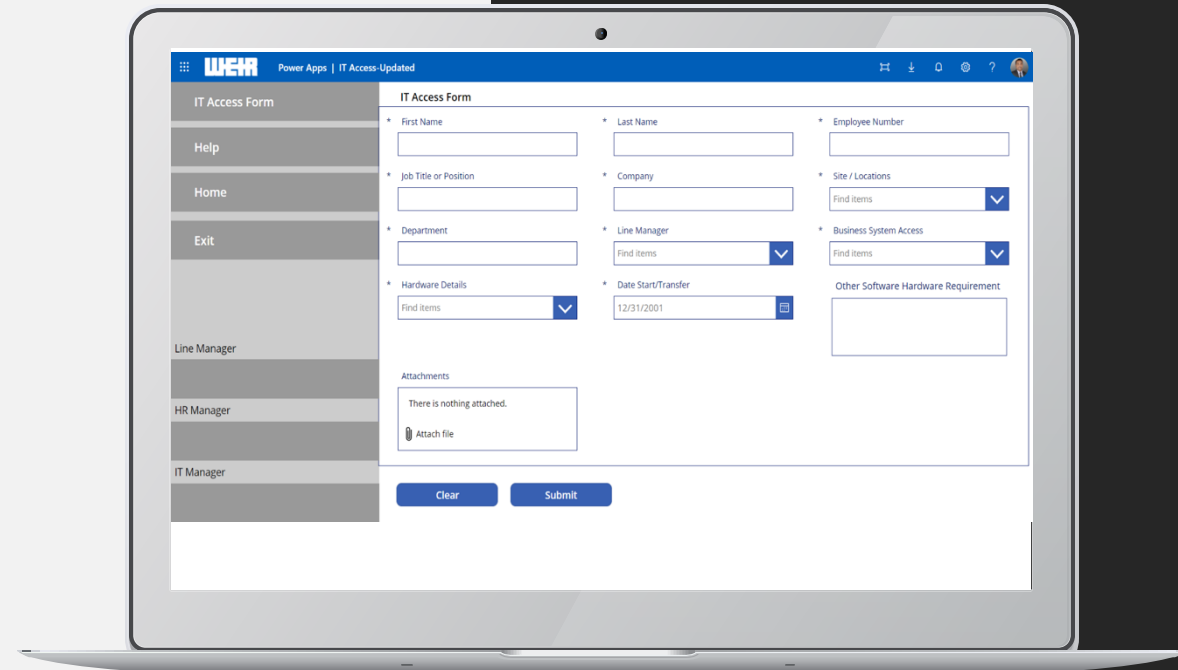 WEIR Power Apps | IT Access-Updated ?
IT Access Form
Help
Home
Exit
Line Manager
HR Manager
IT Manager
IT Access Form
* First Name * Last Name * Employee Number
* Job Title or Position * Company * Site / Locations
Find items
* Department * Line Manager * Business System Access
Find items Find items
* Hardware Details * Date Start/Transfer Other Software Hardware Requirement
Find items 12/31/2001
Attachments
There is nothing attached.
Attach file
Clear Submit